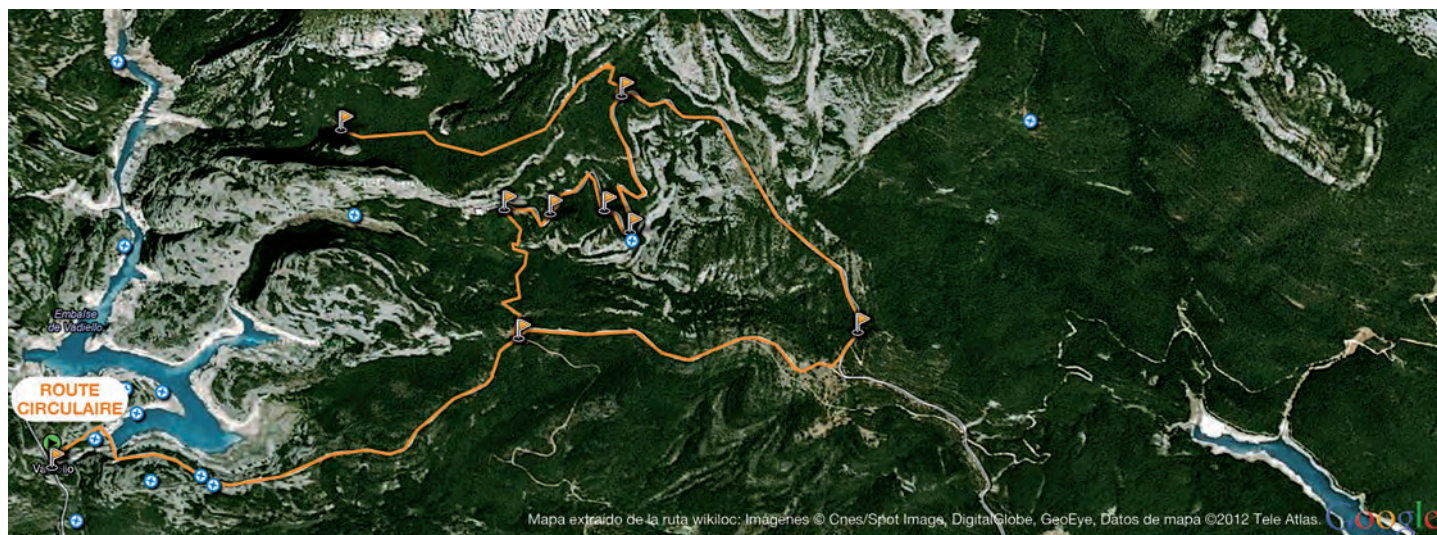 Embalse
de Vadiello
ROUTE
CIRCULAIRE
Mapa extraído de la ruta wikiloc: Imágenes © Cnes/Spot Image, DigitalGlobe, GeoEye, Datos de mapa ©2012 Tele Atlas.
Google